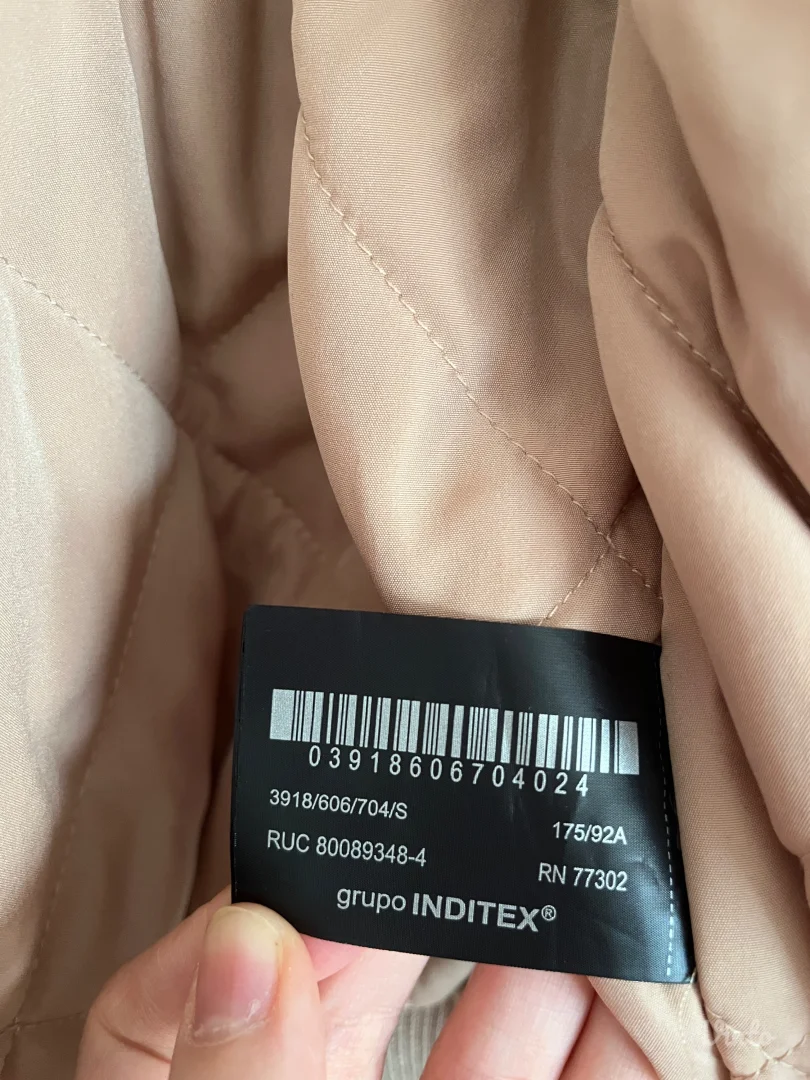 03918606704024
3918/606/704/S
175/92A
RUC 80089348-4
RN 77302
grupo INDITEX®